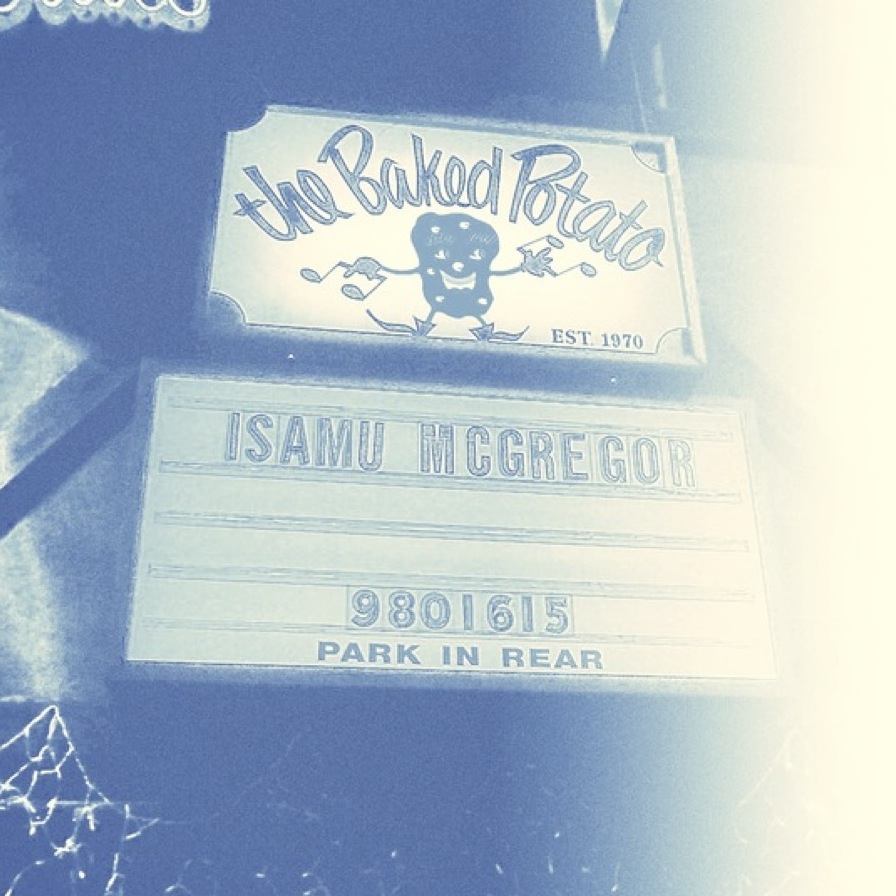 the Baked Potato
EST. 1970
ISAMU MCGREGOR
9801615
PARK IN REAR